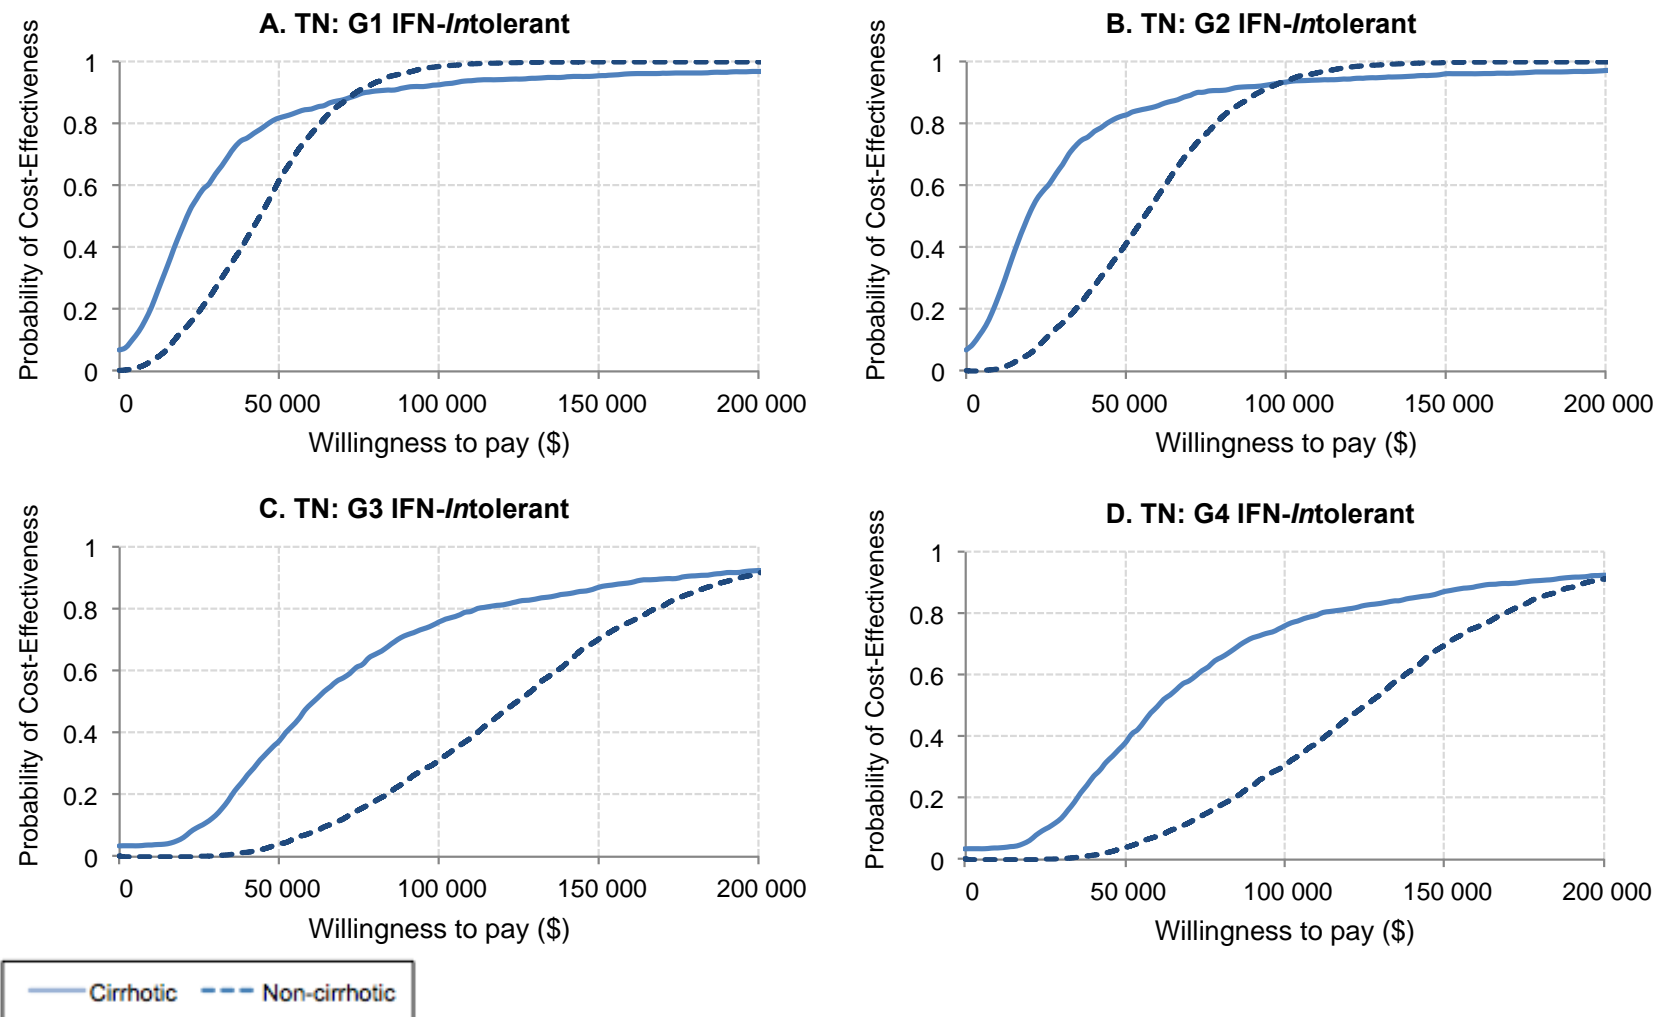 A. TN: G1 IFN-Intolerant
Probability of Cost-Effectiveness
1
0.8
0.6
0.4
0.2
0
0 50 000 100 000 150 000 200 000
Willingness to pay ($)
B. TN: G2 IFN-Intolerant
Probability of Cost-Effectiveness
1
0.8
0.6
0.4
0.2
0
0 50 000 100 000 150 000 200 000
Willingness to pay ($)
C. TN: G3 IFN-Intolerant
Probability of Cost-Effectiveness
1
0.8
0.6
0.4
0.2
0
0 50 000 100 000 150 000 200 000
Willingness to pay ($)
D. TN: G4 IFN-Intolerant
Probability of Cost-Effectiveness
1
0.8
0.6
0.4
0.2
0
0 50 000 100 000 150 000 200 000
Willingness to pay ($)
Cirrhotic Non-cirrhotic